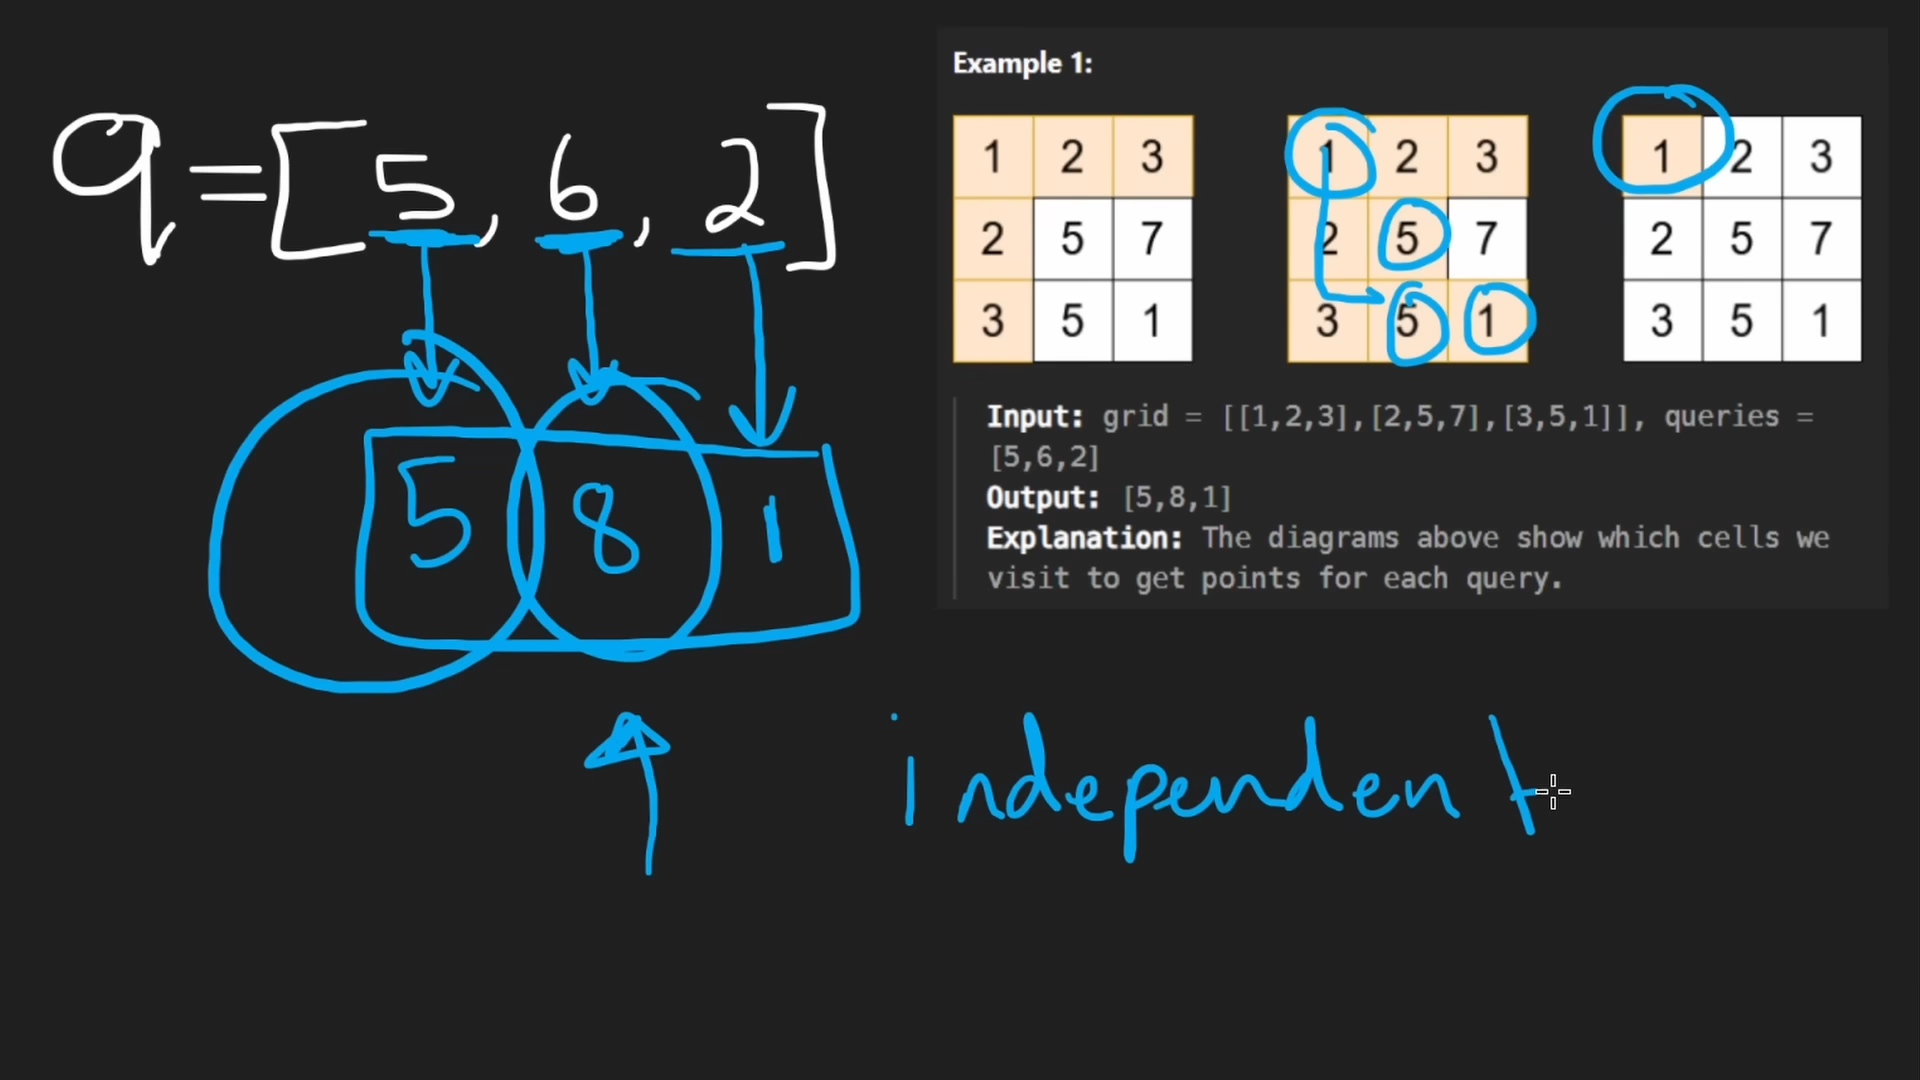 q=[5, 6, 2]
5 8 1
Example 1:
1 2 3 1 2 3 1 2 3
2 5 7 2 5 7 2 5 7
3 5 1 3 5 1 3 5 1
Input: grid = [[1,2,3],[2,5,7],[3,5,1]], queries =
[5,6,2]
Output: [5,8,1]
Explanation: The diagrams above show which cells we
visit to get points for each query.
independent